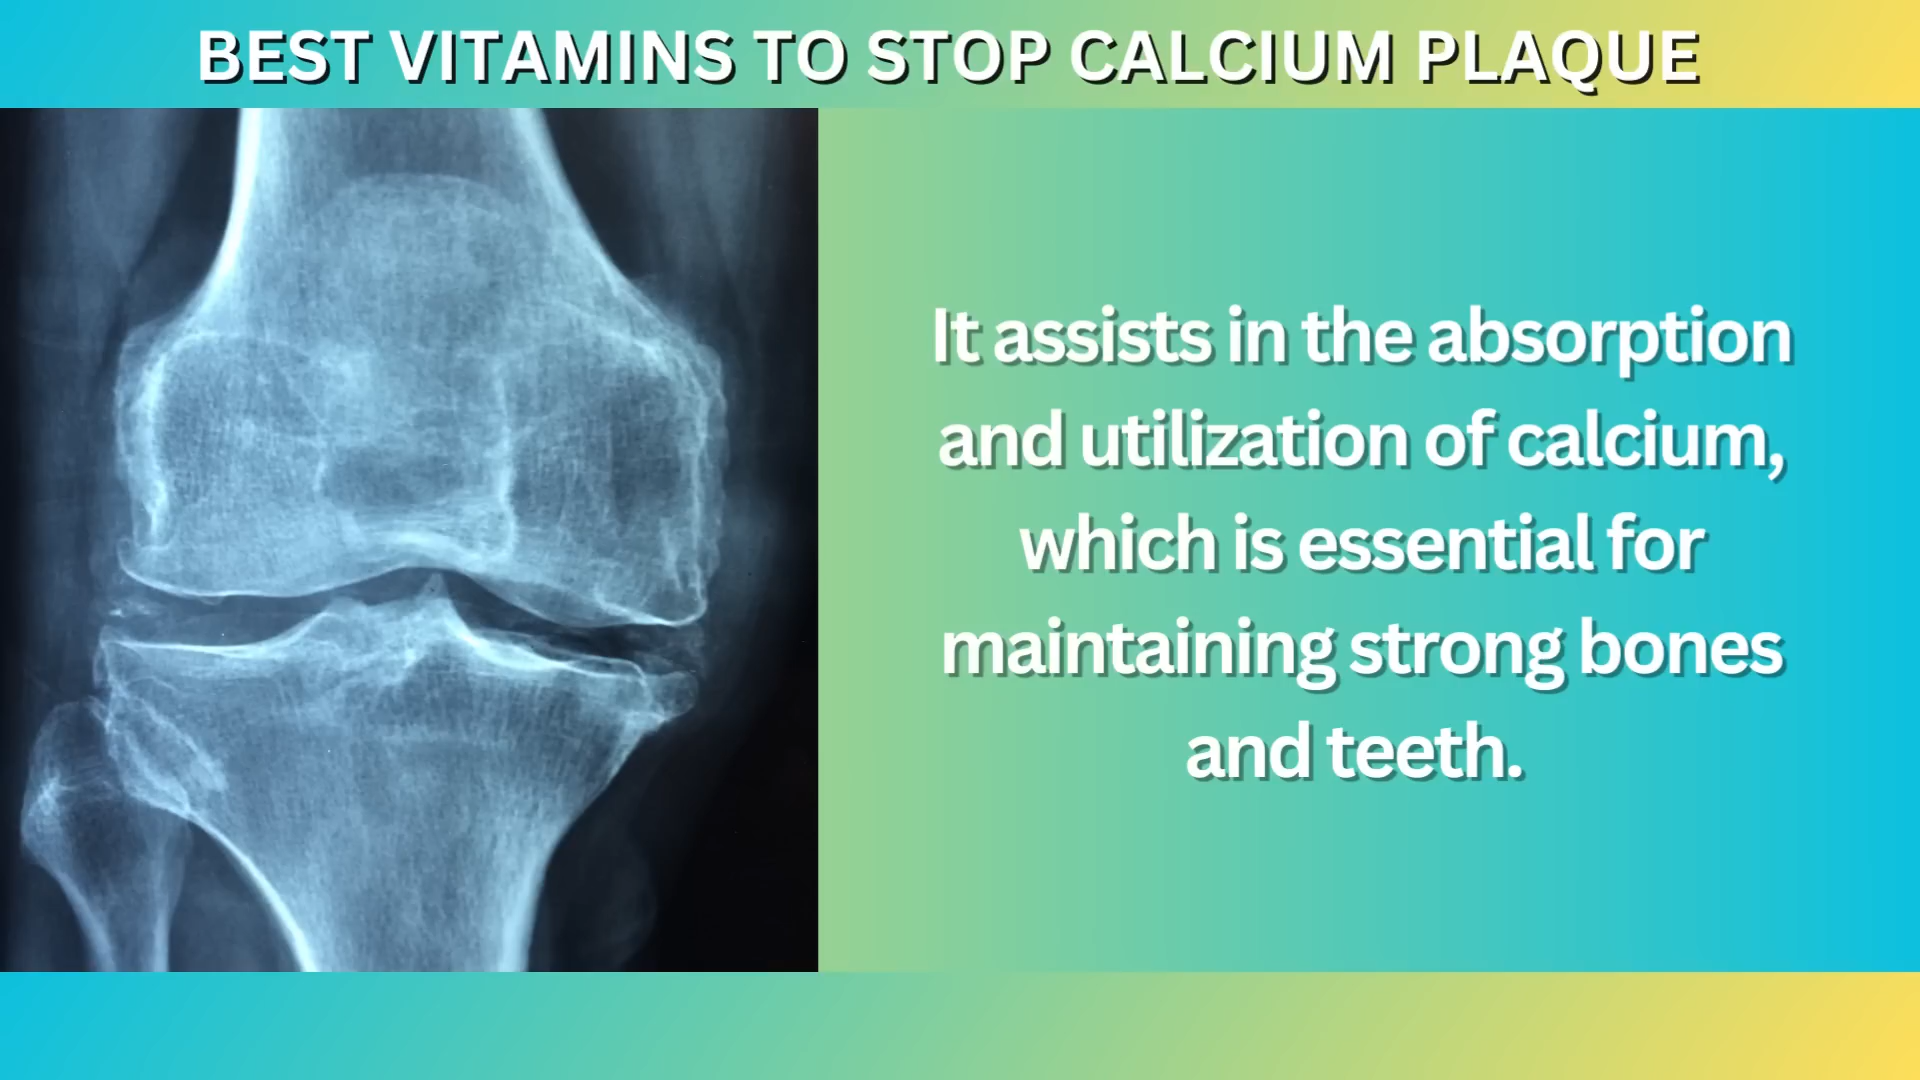 BEST VITAMINS TO STOP CALCIUM PLAQUE
It assists in the absorption
and utilization of calcium,
which is essential for
maintaining strong bones
and teeth.